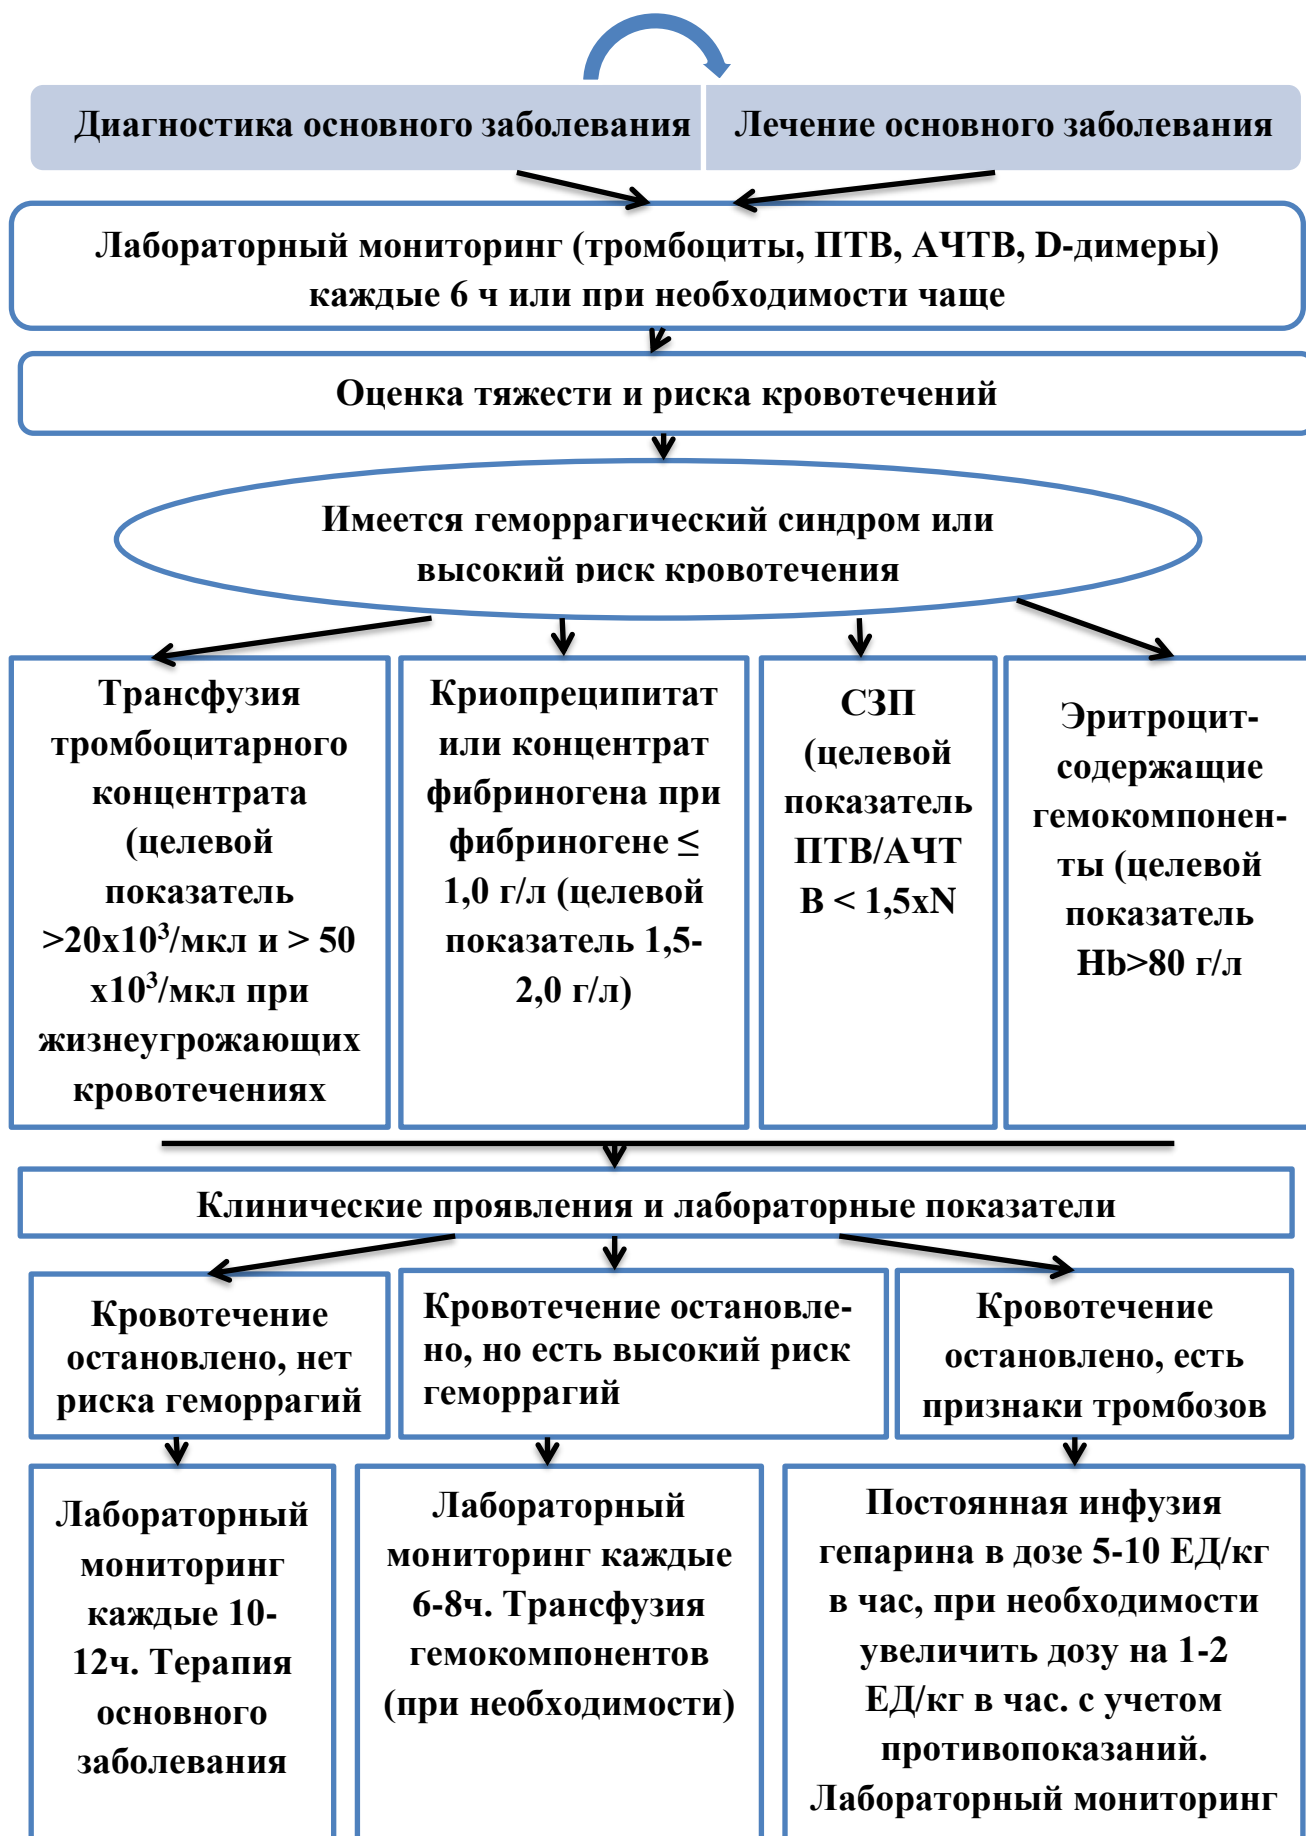 Диагностика основного заболевания
Лечение основного заболевания
Лабораторный мониторинг (тромбоциты, ПТВ, АЧТВ, D-димеры)
каждые 6 ч или при необходимости чаще
Оценка тяжести и риска кровотечений
Имеется геморрагический синдром или
высокий риск кровотечения
Трансфузия
тромбоцитарного
концентрата
(целевой
показатель
>20х10³/мкл и > 50
х10³/мкл при
жизнеугрожающих
кровотечениях
Криопреципитат
или концентрат
фибриногена при
фибриногене ≤
1,0 г/л (целевой
показатель 1,5-
2,0 г/л)
СЗП
(целевой
показатель
ПТВ/АЧТ
В < 1,5хN
Эритроцит-
содержащие
гемокомпонен-
ты (целевой
показатель
Hb>80 г/л
Клинические проявления и лабораторные показатели
Кровотечение
остановлено, нет
риска геморрагий
Кровотечение остановле-
но, но есть высокий риск
геморрагий
Кровотечение
остановлено, есть
признаки тромбозов
Лабораторный
мониторинг
каждые 10-
12ч. Терапия
основного
заболевания
Лабораторный
мониторинг каждые
6-8ч. Трансфузия
гемокомпонентов
(при необходимости)
Постоянная инфузия
гепарина в дозе 5-10 ЕД/кг
в час, при необходимости
увеличить дозу на 1-2
ЕД/кг в час. с учетом
противопоказаний.
Лабораторный мониторинг